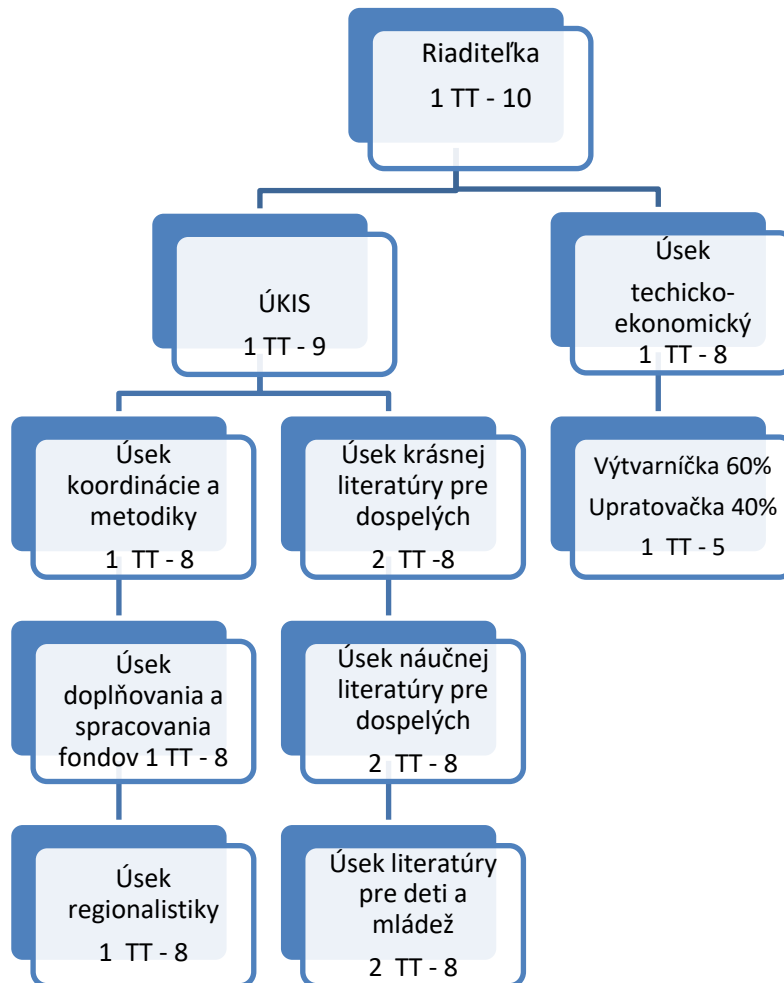 Riaditeľka
1 TT - 10
ÚKIS
1 TT - 9
Úsek
techicko-
ekonomický
1 TT - 8
Úsek
koordinácie a
metodiky
1 TT - 8
Úsek krásnej
literatúry pre
dospelých
2 TT -8
Výtvarníčka 60%
Upratovačka 40%
1 TT - 5
Úsek
doplňovania a
spracovania
fondov 1 TT - 8
Úsek náučnej
literatúry pre
dospelých
2 TT - 8
Úsek
regionalistiky
1 TT - 8
Úsek literatúry
pre deti a
mládež
2 TT - 8